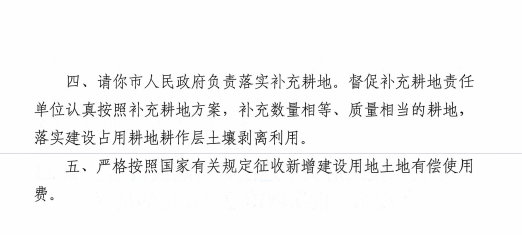 四、请你市人民政府负责落实补充耕地。督促补充耕地责任
单位认真按照补充耕地方案，补充数量相等、质量相当的耕地，
落实建设占用耕地耕作层土壤剥离利用。
五、严格按照国家有关规定征收新增建设用地土地有偿使用
费。